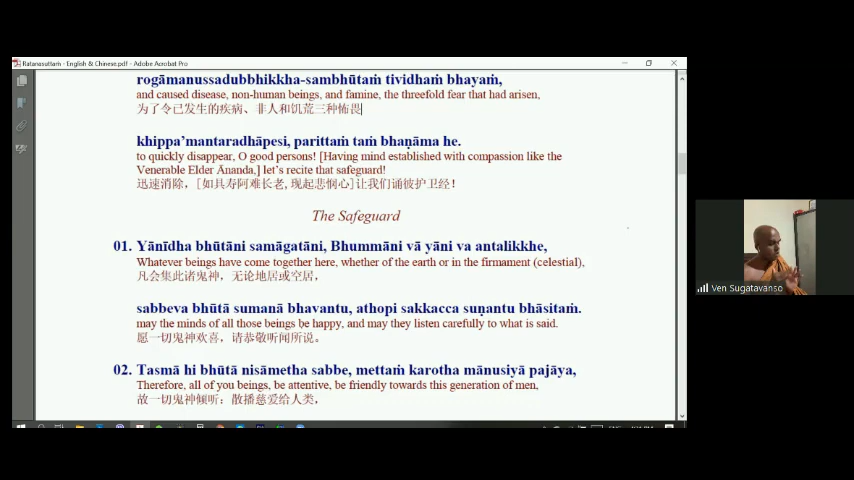 Ratanasuttaṁ - English & Chinese.pdf - Adobe Acrobat Pro
rogāmanussadubbhikkha-sambhūtaṁ tividhaṁ bhayaṁ,
and caused disease, non-human beings, and famine, the threefold fear that had arisen,
为了令已发生的疾病、非人和饥荒三种怖畏
khippa’mantaradhāpesi, parittaṁ taṁ bhaṇāma he.
to quickly disappear, O good persons! [Having mind established with compassion like the
Venerable Elder Ānanda,] let’s recite that safeguard!
迅速消除，[如具寿阿难长老, 现起悲悯心] 让我们诵彼护卫经！
The Safeguard
01. Yānīdha bhūtāni samāgatāni, Bhummāni vā yāni va antalikkhe,
Whatever beings have come together here, whether of the earth or in the firmament (celestial),
凡会集此诸鬼神，无论地居或空居，
sabbeva bhūtā sumanā bhavantu, athopi sakkacca suṇantu bhāsitaṁ.
may the minds of all those beings be happy, and may they listen carefully to what is said.
愿一切鬼神欢喜，请恭敬听闻所说。
02. Tasmā hi bhūtā nisāmetha sabbe, mettaṁ karotha mānusiyā pajāya,
Therefore, all of you beings, be attentive, be friendly towards this generation of men,
故一切鬼神倾听：散播慈爱给人类，
Ven Sugatavanso